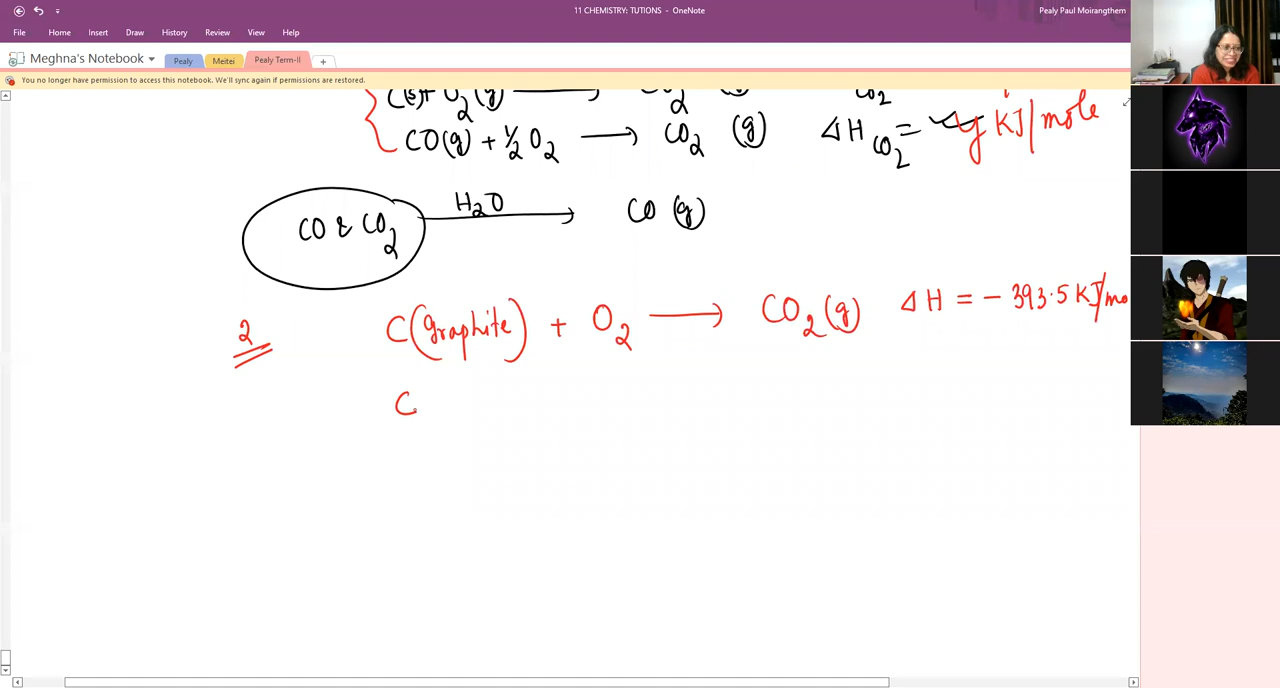 11 CHEMISTRY: TUTIONS - OneNote
Pealy Paul Moirangthem
File Home Insert Draw History Review View Help
Meghna's Notebook Pealy Meitei Pealy Term-II
You no longer have permission to access this notebook. We'll sync again if permissions are restored.
C(s) + O₂(g) ⟶ CO₂ (g) CO₂
CO(g) + ½ O₂ ⟶ CO₂ (g) ΔH CO₂ = y KJ/mole
CO & CO₂ H₂O ⟶ CO (g)
2 C(graphite) + O₂ ⟶ CO₂(g) ΔH = - 393.5 KJ/mo
C